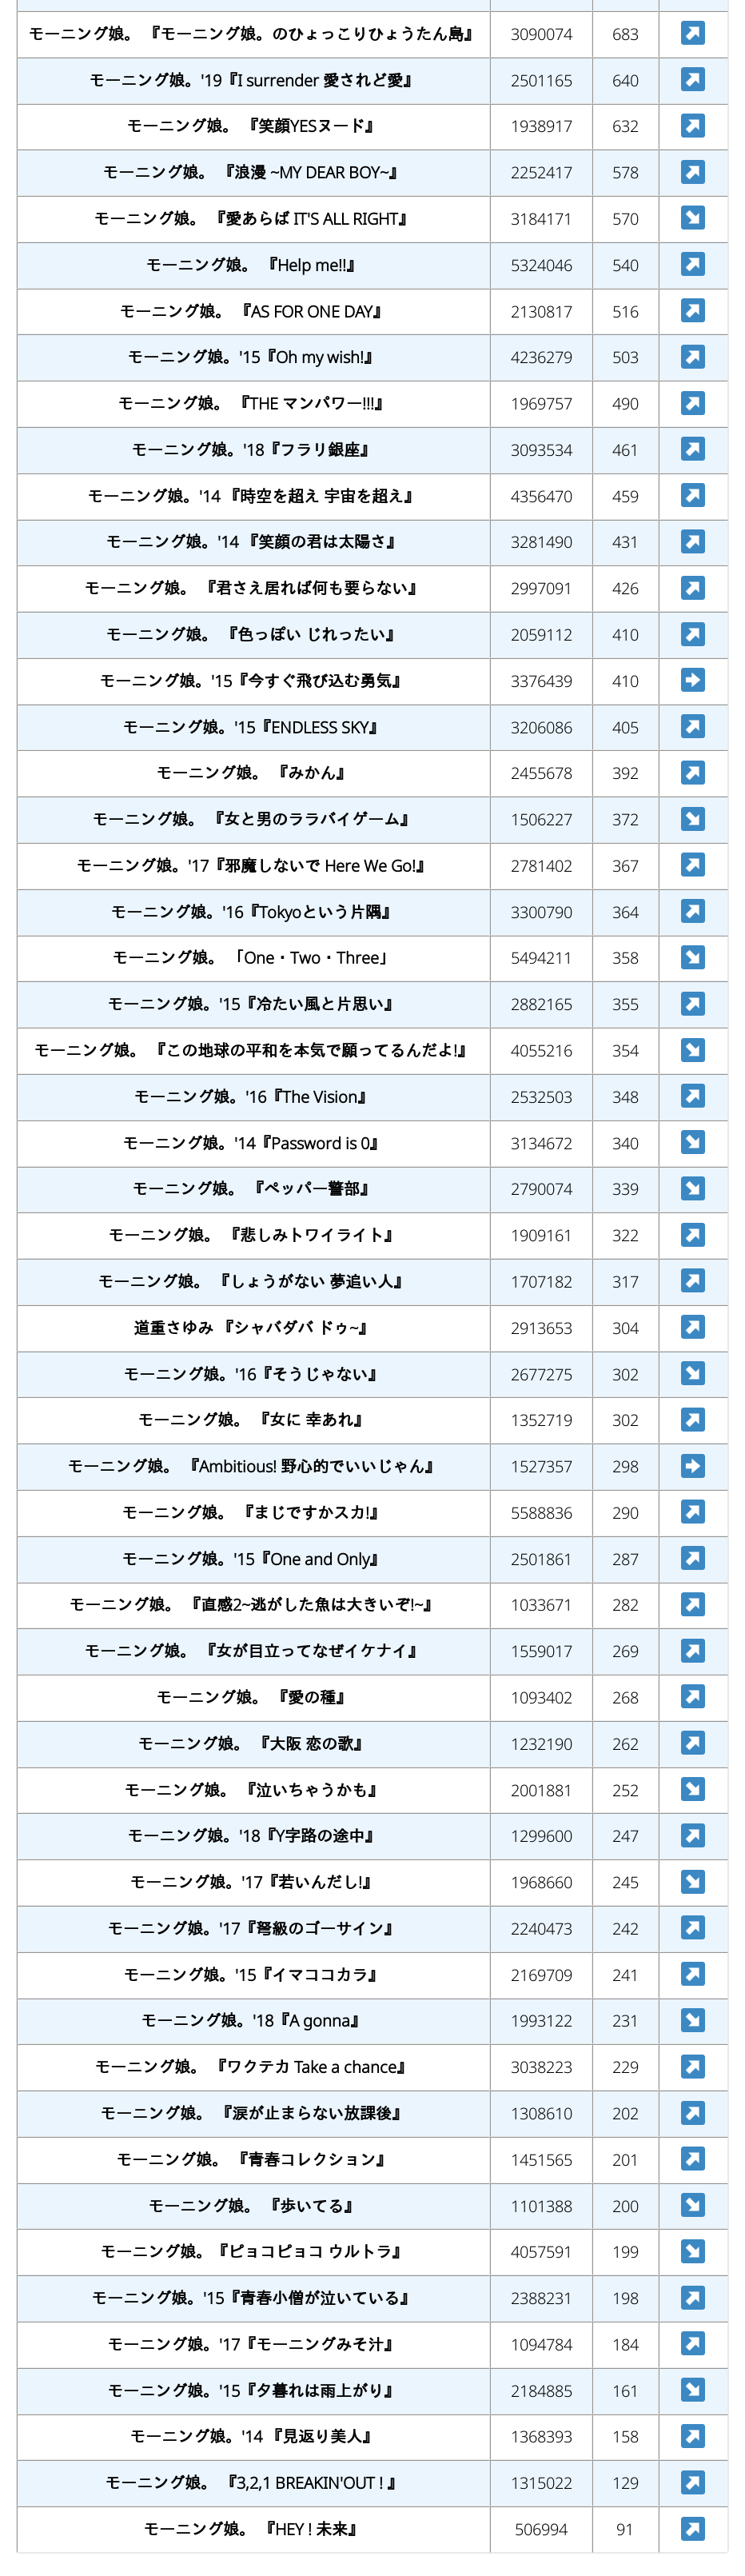 モーニング娘。 『モーニング娘。のひょっこりひょうたん島』 3090074 683 ↗
モーニング娘。'19『I surrender 愛されど愛』 2501165 640 ↗
モーニング娘。 『笑顔YESヌード』 1938917 632 ↗
モーニング娘。 『浪漫 ~MY DEAR BOY~』 2252417 578 ↗
モーニング娘。 『愛あらば IT'S ALL RIGHT』 3184171 570 ↘
モーニング娘。 『Help me!!』 5324046 540 ↗
モーニング娘。 『AS FOR ONE DAY』 2130817 516 ↗
モーニング娘。'15『Oh my wish!』 4236279 503 ↗
モーニング娘。 『THE マンパワー!!!』 1969757 490 ↗
モーニング娘。'18『フラリ銀座』 3093534 461 ↗
モーニング娘。'14 『時空を超え 宇宙を超え』 4356470 459 ↗
モーニング娘。'14 『笑顔の君は太陽さ』 3281490 431 ↗
モーニング娘。 『君さえ居れば何も要らない』 2997091 426 ↗
モーニング娘。 『色っぽい じれったい』 2059112 410 ↗
モーニング娘。'15『今すぐ飛び込む勇気』 3376439 410 ➡
モーニング娘。'15『ENDLESS SKY』 3206086 405 ↗
モーニング娘。 『みかん』 2455678 392 ↗
モーニング娘。 『女と男のララバイゲーム』 1506227 372 ↘
モーニング娘。'17『邪魔しないで Here We Go!』 2781402 367 ↗
モーニング娘。'16『Tokyoという片隅』 3300790 364 ↗
モーニング娘。 「One・Two・Three」 5494211 358 ↘
モーニング娘。'15『冷たい風と片思い』 2882165 355 ↗
モーニング娘。 『この地球の平和を本気で願ってるんだよ!』 4055216 354 ↘
モーニング娘。'16『The Vision』 2532503 348 ↗
モーニング娘。'14『Password is 0』 3134672 340 ↘
モーニング娘。 『ペッパー警部』 2790074 339 ↘
モーニング娘。 『悲しみトワイライト』 1909161 322 ↗
モーニング娘。 『しょうがない 夢追い人』 1707182 317 ↗
道重さゆみ 『シャバダバ ドゥ~』 2913653 304 ↗
モーニング娘。'16『そうじゃない』 2677275 302 ↘
モーニング娘。 『女に 幸あれ』 1352719 302 ↗
モーニング娘。 『Ambitious! 野心的でいいじゃん』 1527357 298 ➡
モーニング娘。 『まじですかスカ!』 5588836 290 ↗
モーニング娘。'15『One and Only』 2501861 287 ↗
モーニング娘。 『直感2~逃がした魚は大きいぞ!~』 1033671 282 ↗
モーニング娘。 『女が目立ってなぜイケナイ』 1559017 269 ↗
モーニング娘。 『愛の種』 1093402 268 ↗
モーニング娘。 『大阪 恋の歌』 1232190 262 ↗
モーニング娘。 『泣いちゃうかも』 2001881 252 ↘
モーニング娘。'18『Y字路の途中』 1299600 247 ↗
モーニング娘。'17『若いんだし!』 1968660 245 ↘
モーニング娘。'17『弩級のゴーサイン』 2240473 242 ↗
モーニング娘。'15『イマココカラ』 2169709 241 ↗
モーニング娘。'18『A gonna』 1993122 231 ↘
モーニング娘。 『ワクテカ Take a chance』 3038223 229 ↗
モーニング娘。 『涙が止まらない放課後』 1308610 202 ↗
モーニング娘。 『青春コレクション』 1451565 201 ↗
モーニング娘。 『歩いてる』 1101388 200 ↘
モーニング娘。『ピョコピョコ ウルトラ』 4057591 199 ↘
モーニング娘。'15『青春小僧が泣いている』 2388231 198 ↗
モーニング娘。'17『モーニングみそ汁』 1094784 184 ↗
モーニング娘。'15『夕暮れは雨上がり』 2184885 161 ↘
モーニング娘。'14 『見返り美人』 1368393 158 ↗
モーニング娘。 『3,2,1 BREAKIN'OUT ! 』 1315022 129 ↗
モーニング娘。 『HEY ! 未来』 506994 91 ↗